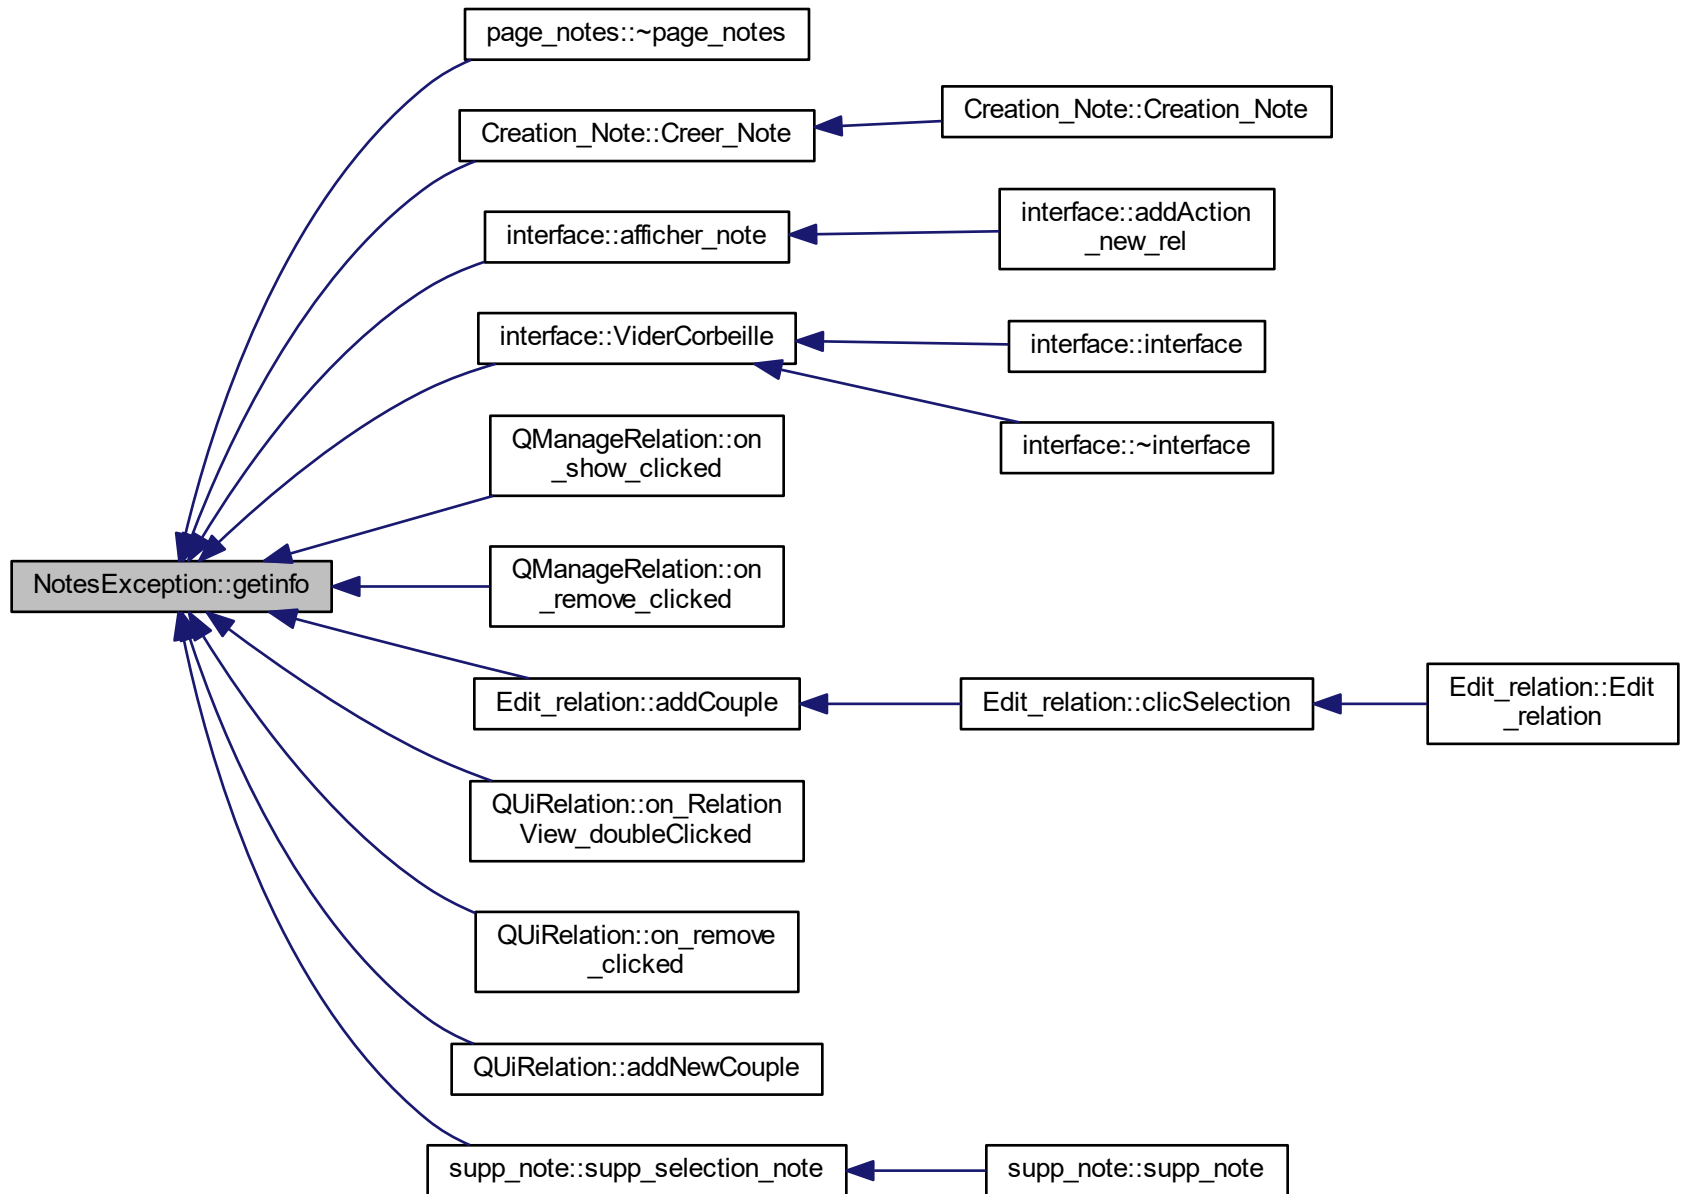 page_notes::~page_notes
Creation_Note::Creer_Note
Creation_Note::Creation_Note
interface::afficher_note
interface::addAction
_new_rel
interface::ViderCorbeille
interface::interface
interface::~interface
QManageRelation::on
_show_clicked
NotesException::getinfo
QManageRelation::on
_remove_clicked
Edit_relation::addCouple
Edit_relation::clicSelection
Edit_relation::Edit
_relation
QUiRelation::on_Relation
View_doubleClicked
QUiRelation::on_remove
_clicked
QUiRelation::addNewCouple
supp_note::supp_selection_note
supp_note::supp_note